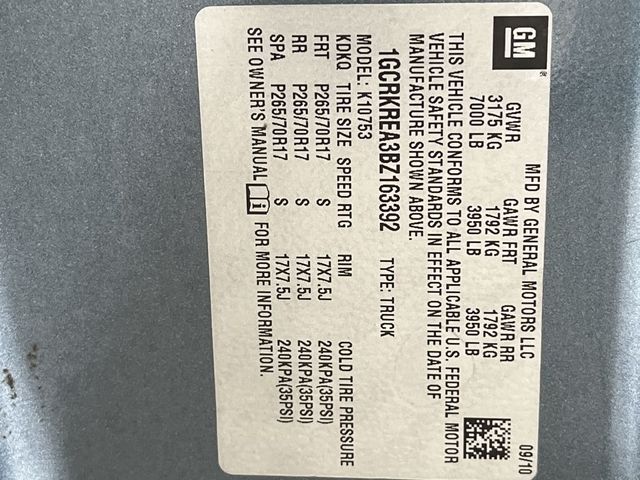 GM
MFD BY GENERAL MOTORS LLC
09/10
GVWR GAWR FRT GAWR RR
3175 KG 1792 KG 1792 KG
7000 LB 3950 LB 3950 LB
THIS VEHICLE CONFORMS TO ALL APPLICABLE U.S. FEDERAL MOTOR
VEHICLE SAFETY STANDARDS IN EFFECT ON THE DATE OF
MANUFACTURE SHOWN ABOVE.
1GCRKREA3BZ163392 TYPE: TRUCK
MODEL: K10753
KDKQ TIRE SIZE SPEED RTG RIM COLD TIRE PRESSURE
FRT P265/70R17 S 17X7.5J 240KPA(35PSI)
RR P265/70R17 S 17X7.5J 240KPA(35PSI)
SPA P265/70R17 S 17X7.5J 240KPA(35PSI)
SEE OWNER'S MANUAL FOR MORE INFORMATION.